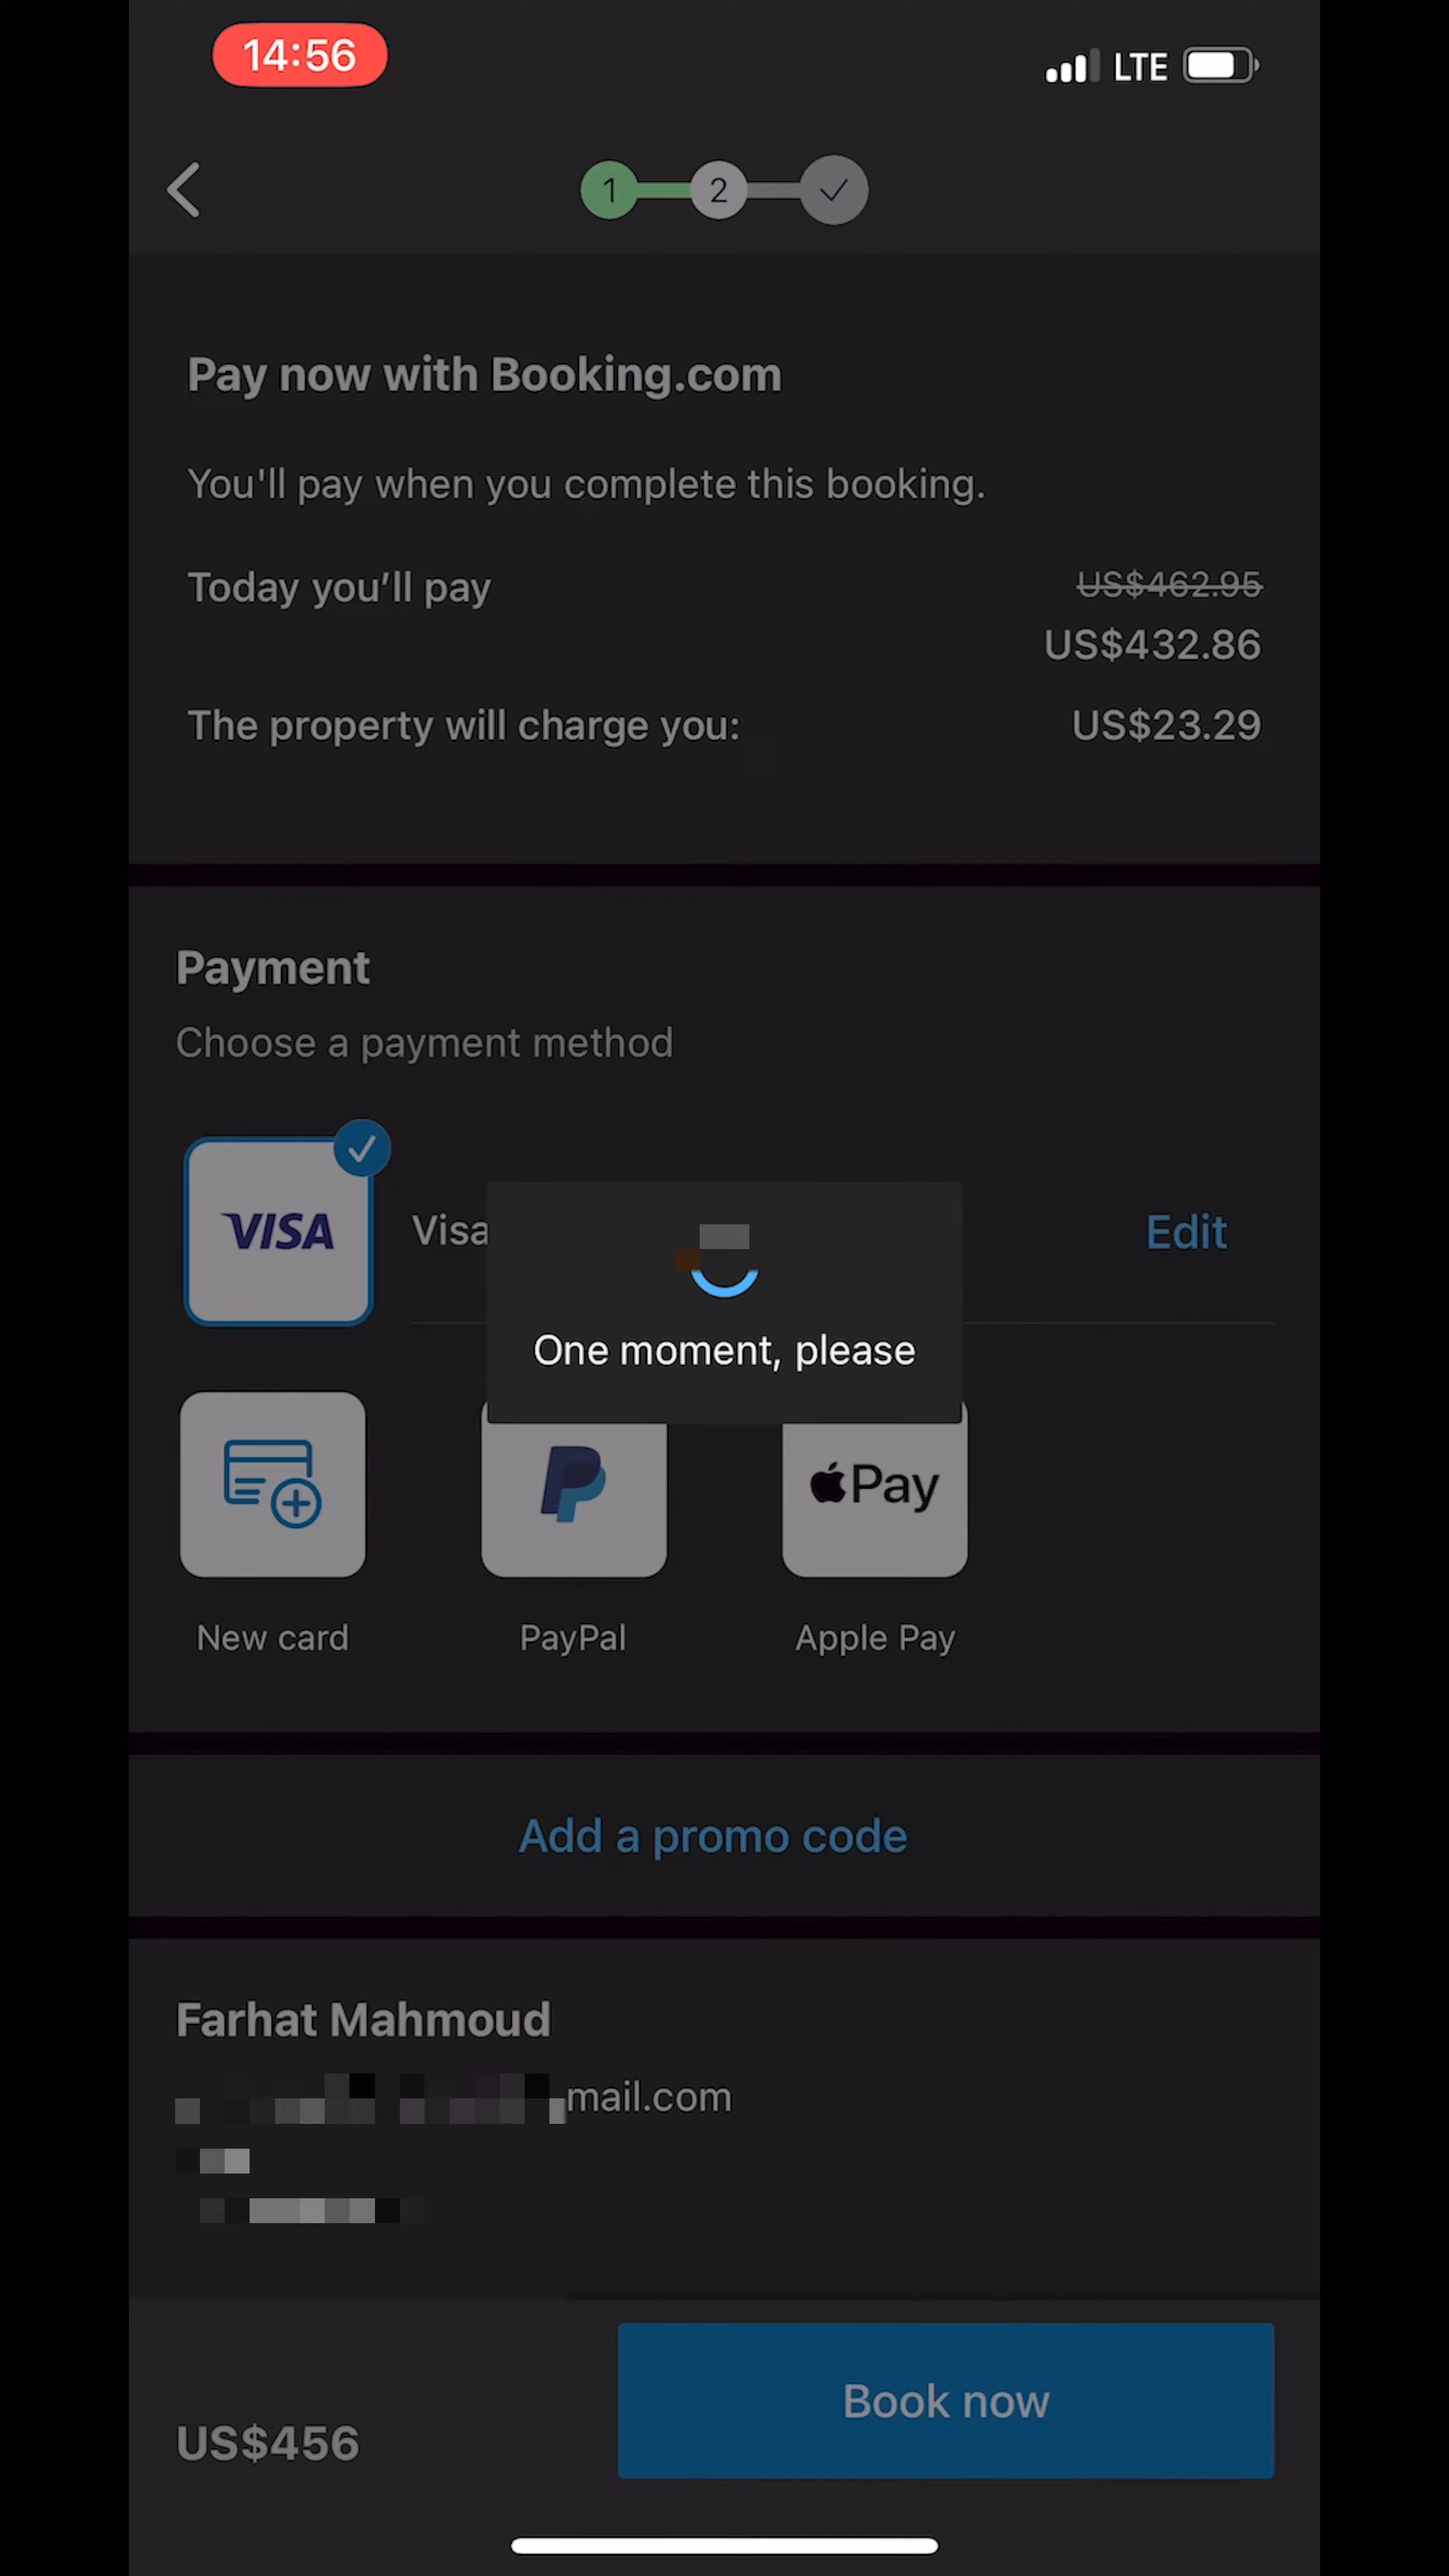 14:56
LTE
1 2
Pay now with Booking.com
You'll pay when you complete this booking.
Today you’ll pay US$462.95
US$432.86
The property will charge you: US$23.29
Payment
Choose a payment method
VISA Visa Edit
One moment, please
Pay
New card PayPal Apple Pay
Add a promo code
Farhat Mahmoud
mail.com
US$456 Book now